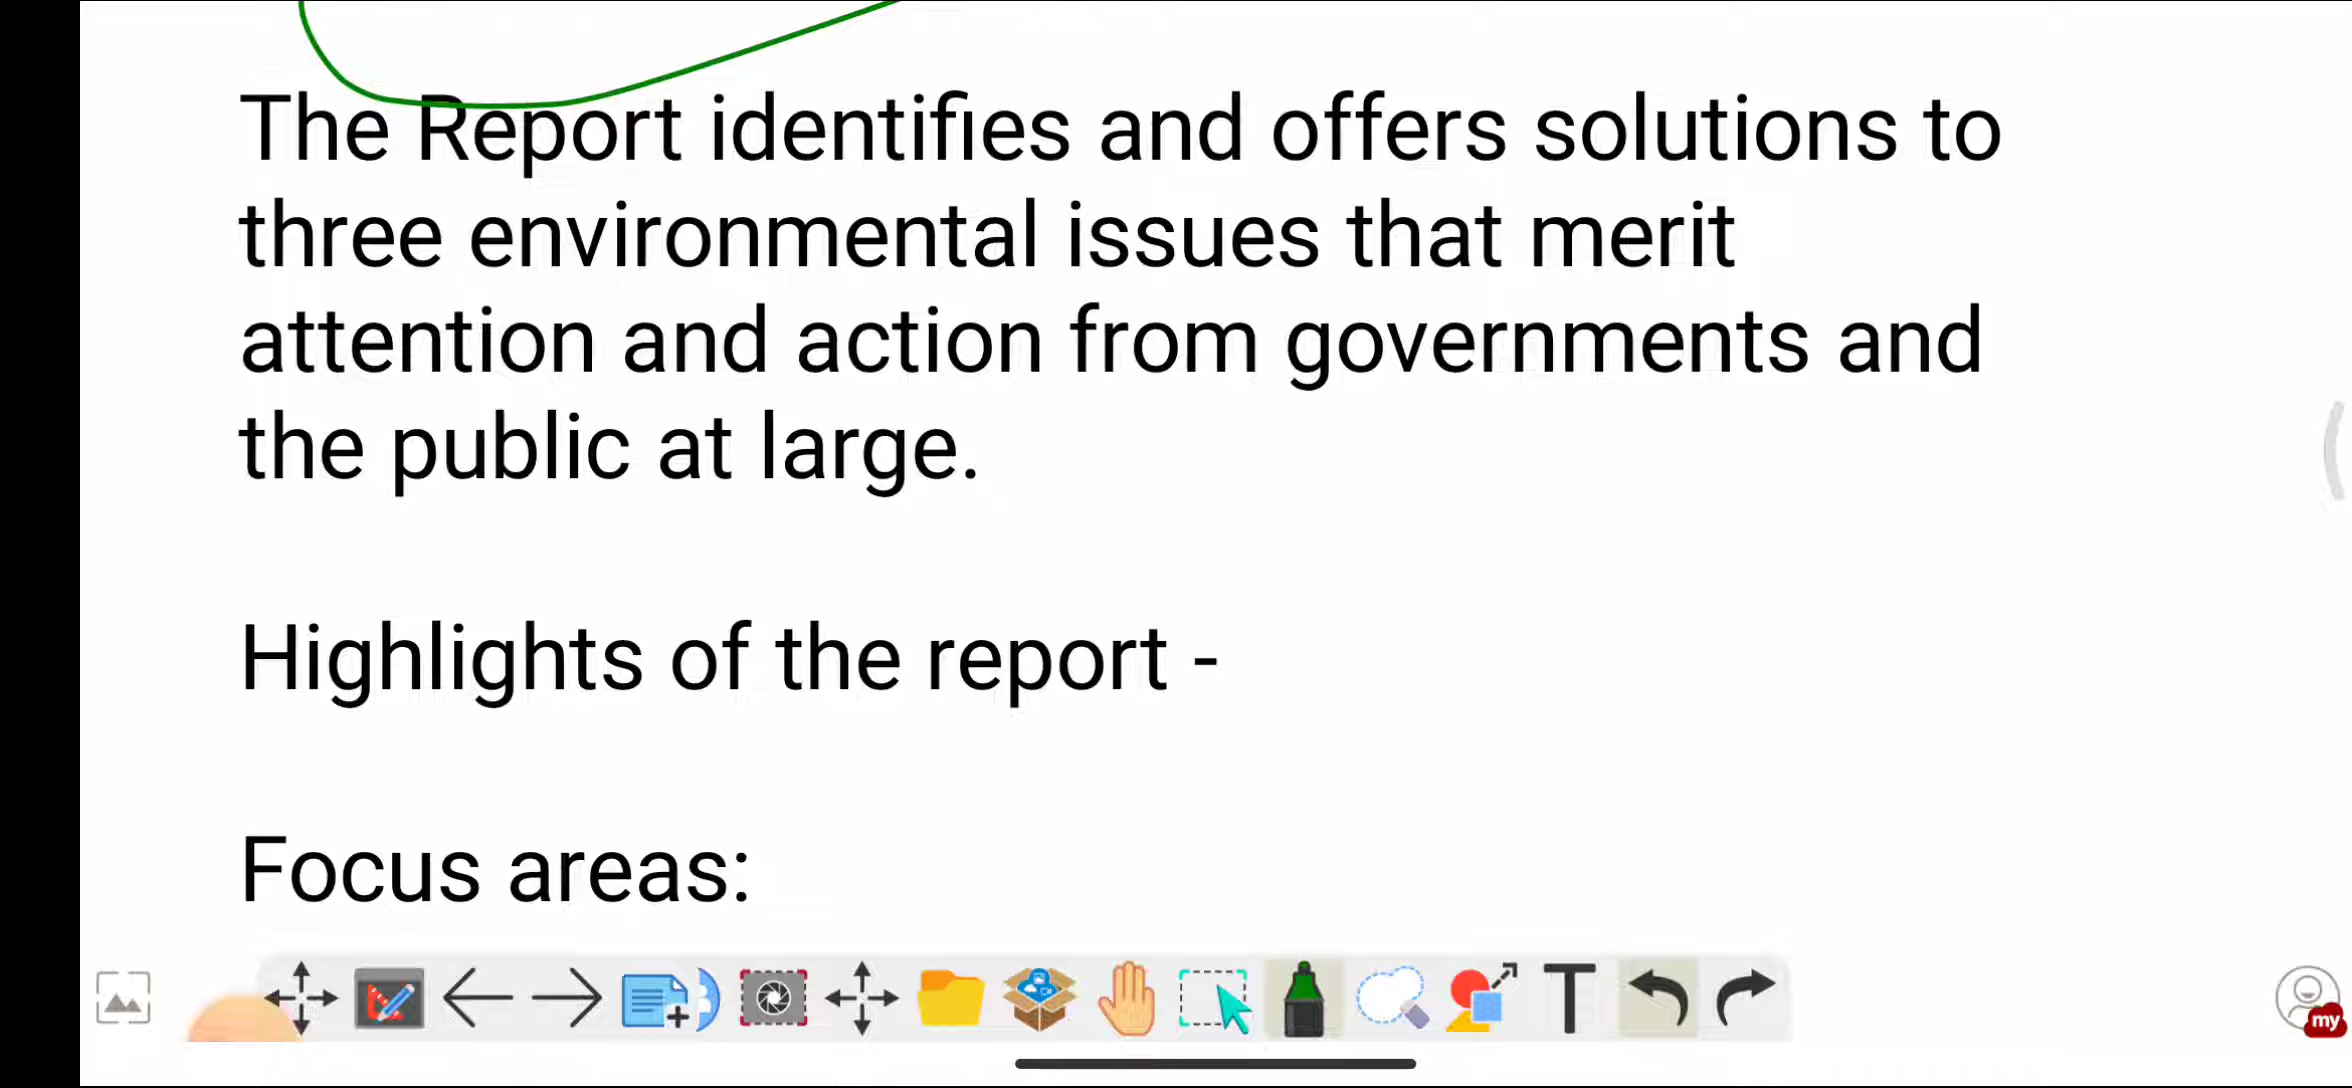 The Report identifies and offers solutions to
three environmental issues that merit
attention and action from governments and
the public at large.
Highlights of the report -
Focus areas:
T
my